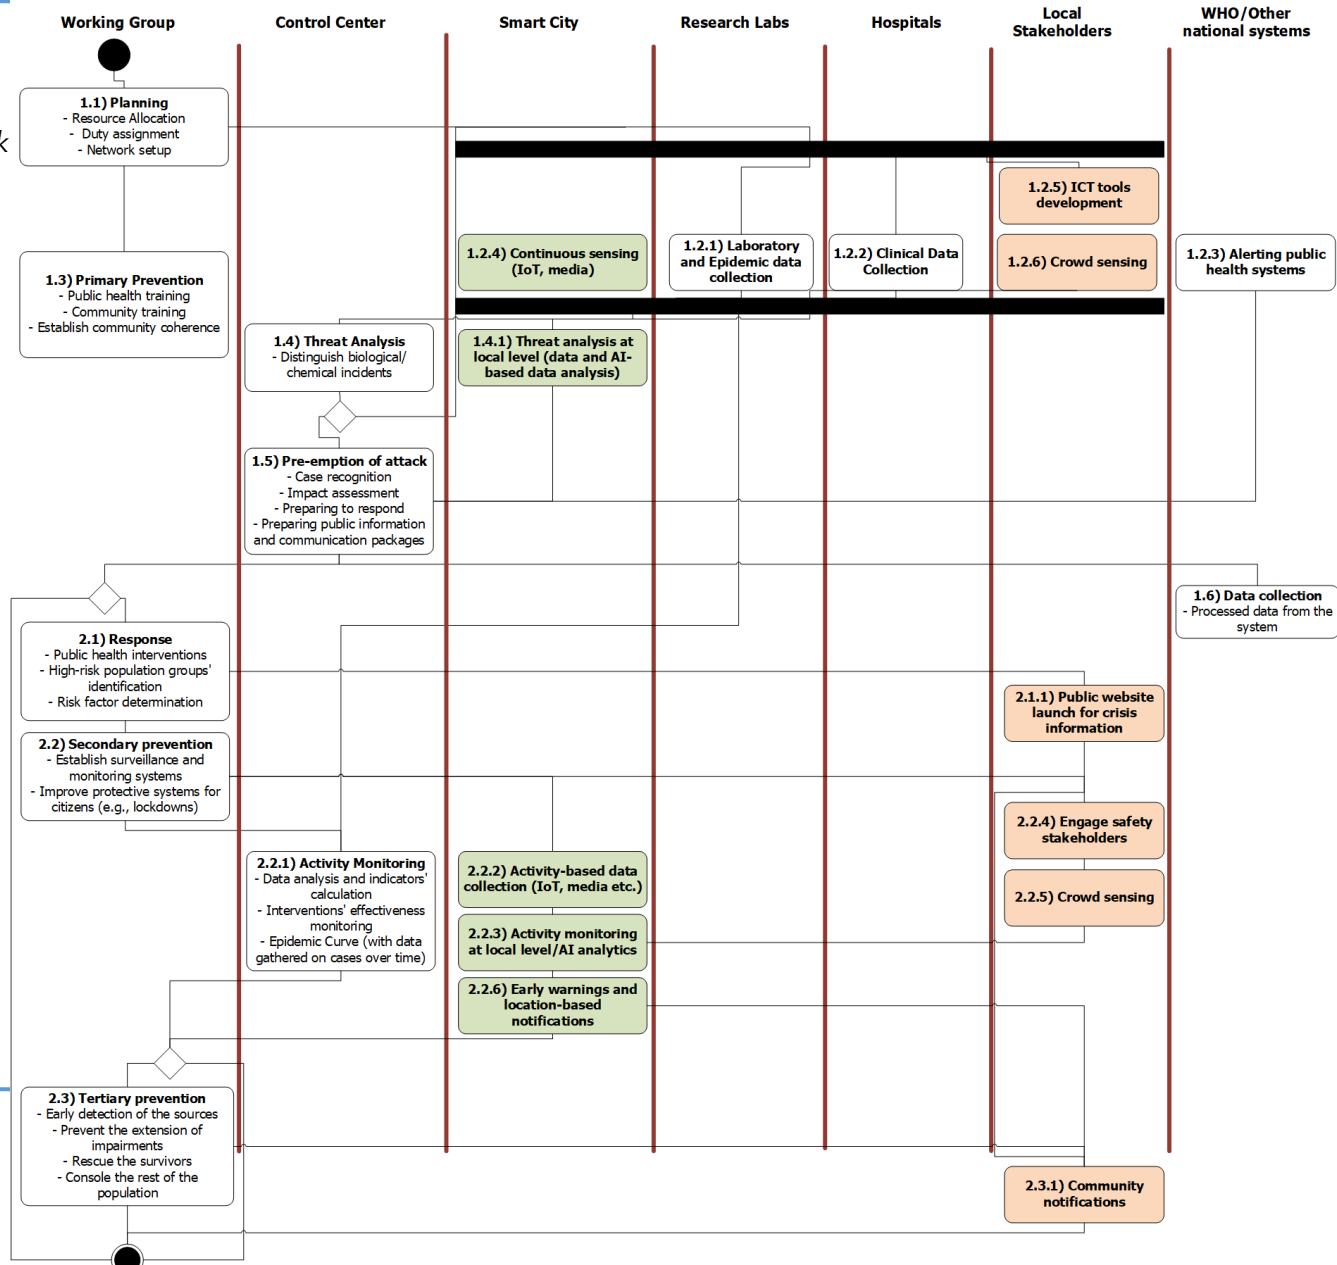 Working Group
Control Center
Smart City
Research Labs
Hospitals
Local
Stakeholders
WHO/Other
national systems
k
1.1) Planning
- Resource Allocation
- Duty assignment
- Network setup
1.2.5) ICT tools
development
1.3) Primary Prevention
- Public health training
- Community training
- Establish community coherence
1.2.4) Continuous sensing
(IoT, media)
1.2.1) Laboratory
and Epidemic data
collection
1.2.2) Clinical Data
Collection
1.2.6) Crowd sensing
1.2.3) Alerting public
health systems
1.4) Threat Analysis
- Distinguish biological/
chemical incidents
1.4.1) Threat analysis at
local level (data and AI-
based data analysis)
1.5) Pre-emption of attack
- Case recognition
- Impact assessment
- Preparing to respond
- Preparing public information
and communication packages
1.6) Data collection
- Processed data from the
system
2.1) Response
- Public health interventions
- High-risk population groups'
identification
- Risk factor determination
2.1.1) Public website
launch for crisis
information
2.2) Secondary prevention
- Establish surveillance and
monitoring systems
- Improve protective systems for
citizens (e.g., lockdowns)
2.2.4) Engage safety
stakeholders
2.2.1) Activity Monitoring
- Data analysis and indicators'
calculation
- Interventions' effectiveness
monitoring
- Epidemic Curve (with data
gathered on cases over time)
2.2.2) Activity-based data
collection (IoT, media etc.)
2.2.5) Crowd sensing
2.2.3) Activity monitoring
at local level/AI analytics
2.2.6) Early warnings and
location-based
notifications
2.3) Tertiary prevention
- Early detection of the sources
- Prevent the extension of
impairments
- Rescue the survivors
- Console the rest of the
population
2.3.1) Community
notifications